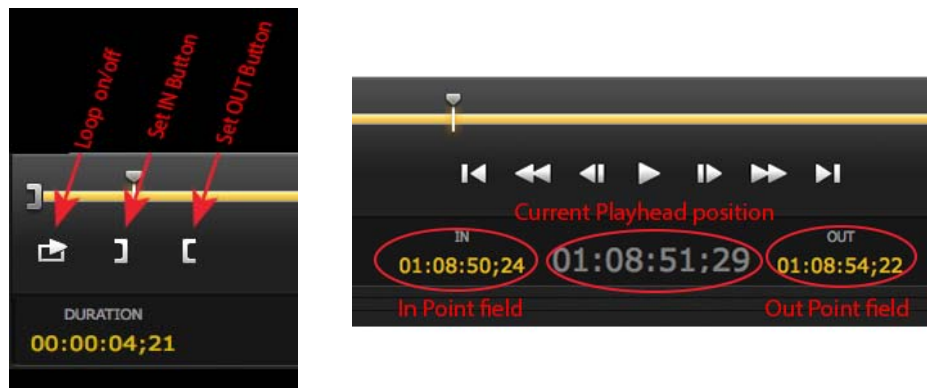 Loop on/off
Set IN Button
Set OUT Button
DURATION
00:00:04;21
Current Playhead position
IN
01:08:50;24
01:08:51;29
OUT
01:08:54;22
In Point field
Out Point field